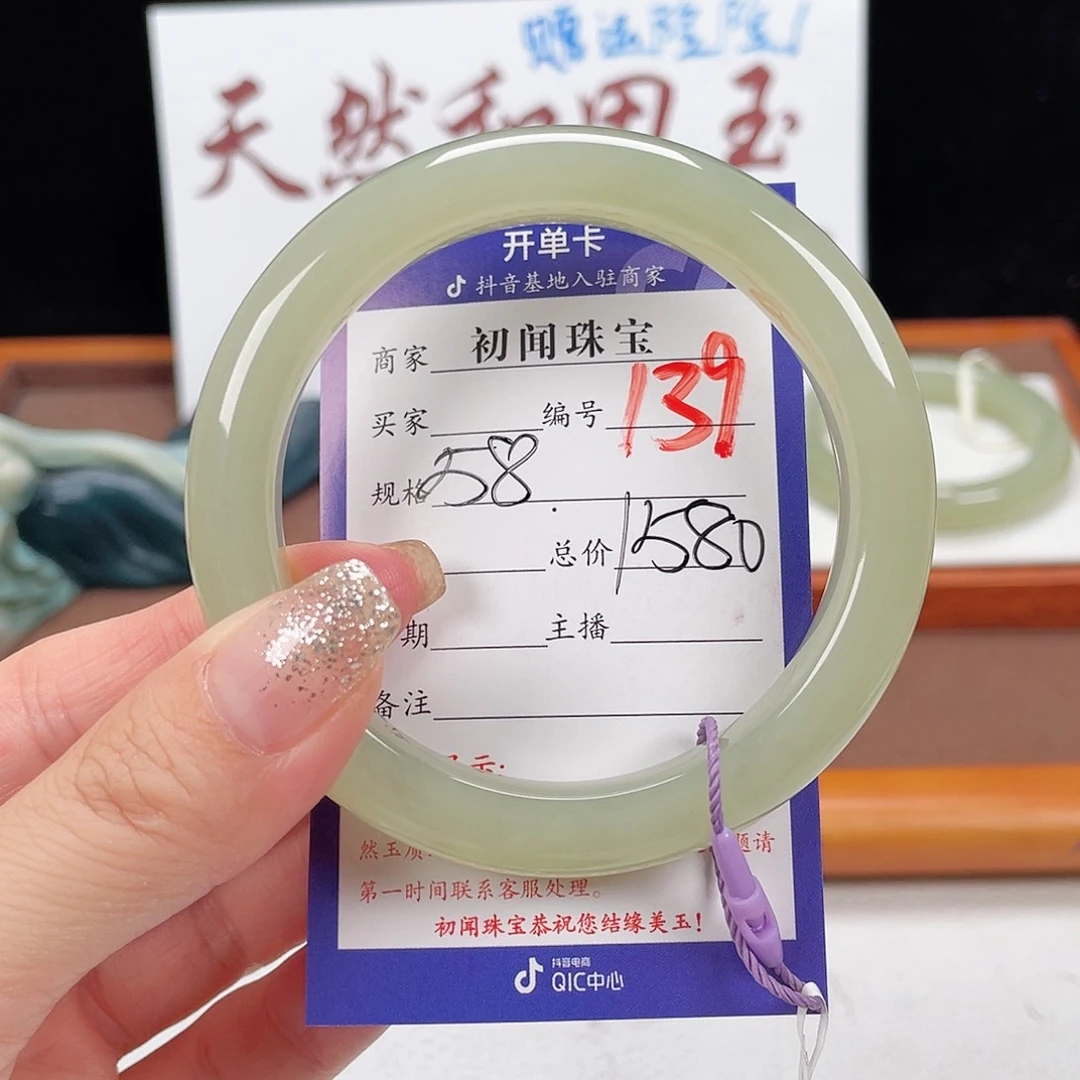 天然和田玉
开单卡
抖音基地入驻商家
商家 初闻珠宝
买家 编号 139
规格 58
总价 1580
期 主播
备注
示:
然玉质 题请
第一时间联系客服处理。
初闻珠宝恭祝您结缘美玉!
抖音电商
QIC中心